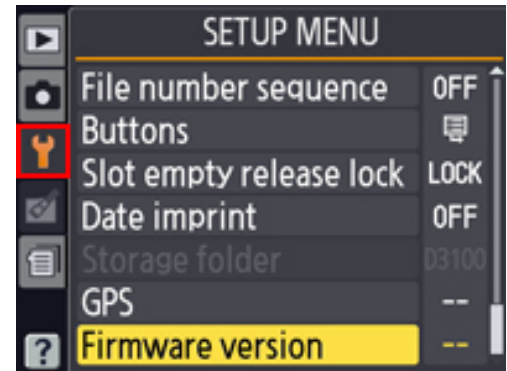 SETUP MENU
File number sequence OFF
Buttons
Slot empty release lock LOCK
Date imprint OFF
Storage folder D3100
GPS --
Firmware version --
?